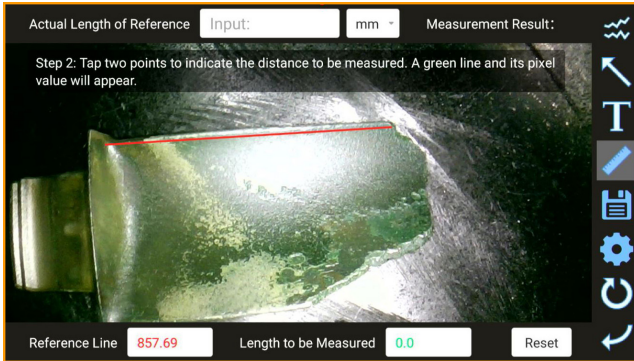 Actual Length of Reference Input: mm Measurement Result:
Step 2: Tap two points to indicate the distance to be measured. A green line and its pixel
value will appear.
T
Reference Line 857.69 Length to be Measured 0.0 Reset